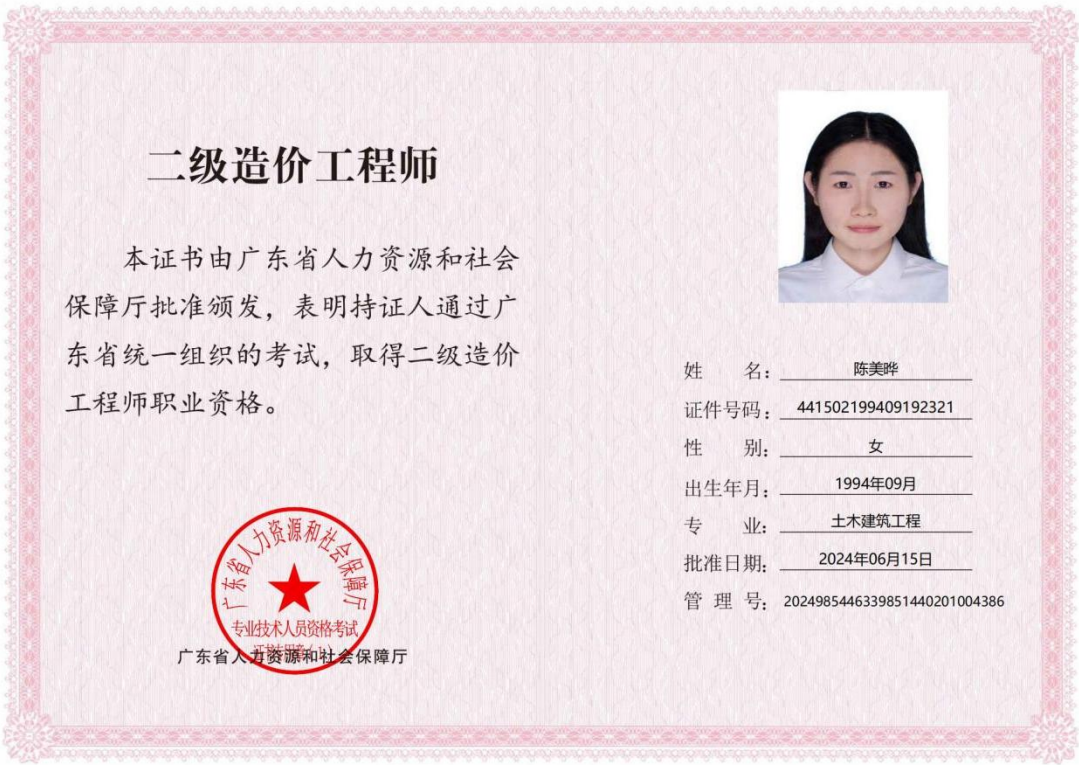 二级造价工程师
本证书由广东省人力资源和社会
保障厅批准颁发，表明持证人通过广
东省统一组织的考试，取得二级造价
工程师职业资格。
广东省人力资源和社会保障厅
专业技术人员资格考试
广东省人力资源和社会保障厅
姓名：陈美晔
证件号码：441502199409192321
性别：女
出生年月：1994年09月
专业：土木建筑工程
批准日期：2024年06月15日
管理号：20249854463398514402010​04386